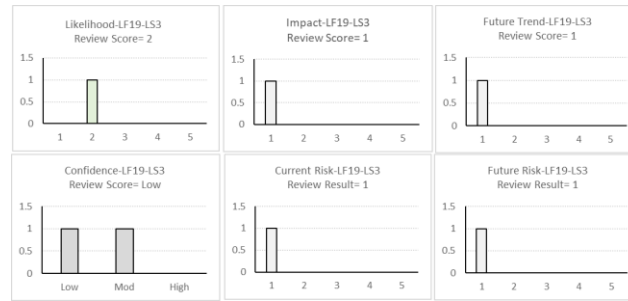 Likelihood-LF19-LS3
Review Score= 2
1.5
1
0.5
0
1 2 3 4 5
Impact-LF19-LS3
Review Score= 1
1.5
1
0.5
0
1 2 3 4 5
Future Trend-LF19-LS3
Review Score= 1
1.5
1
0.5
0
1 2 3 4 5
Confidence-LF19-LS3
Review Score= Low
1.5
1
0.5
0
Low Mod High
Current Risk-LF19-LS3
Review Result= 1
1.5
1
0.5
0
1 2 3 4 5
Future Risk-LF19-LS3
Review Result= 1
1.5
1
0.5
0
1 2 3 4 5